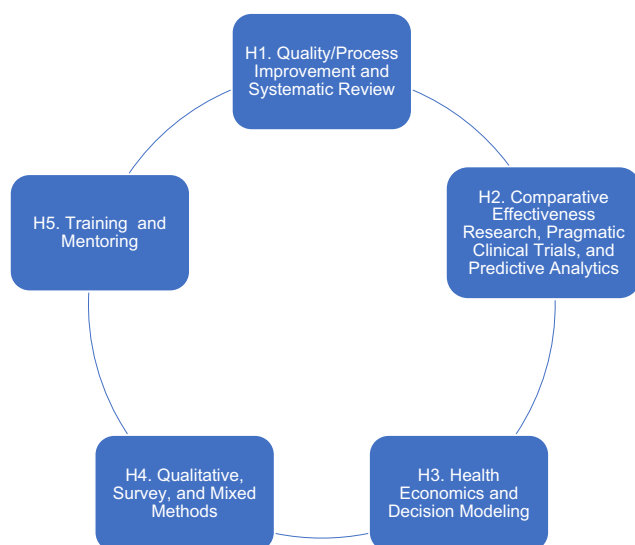 H1. Quality/Process
Improvement and
Systematic Review
H2. Comparative
Effectiveness
Research, Pragmatic
Clinical Trials, and
Predictive Analytics
H3. Health
Economics and
Decision Modeling
H4. Qualitative,
Survey, and Mixed
Methods
H5. Training and
Mentoring